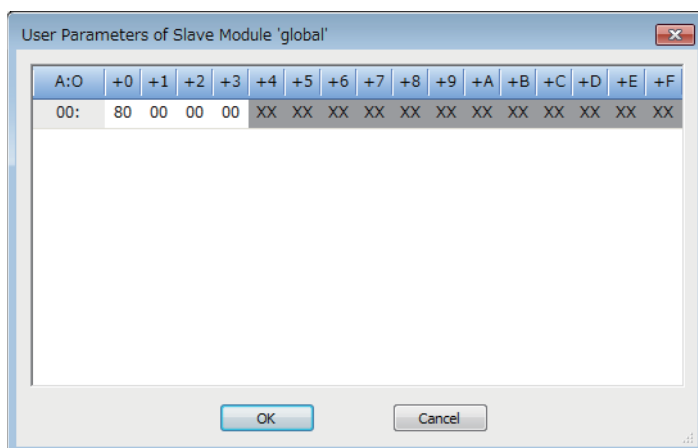 User Parameters of Slave Module 'global'
A:O +0 +1 +2 +3 +4 +5 +6 +7 +8 +9 +A +B +C +D +E +F
00: 80 00 00 00 XX XX XX XX XX XX XX XX XX XX XX XX
OK Cancel